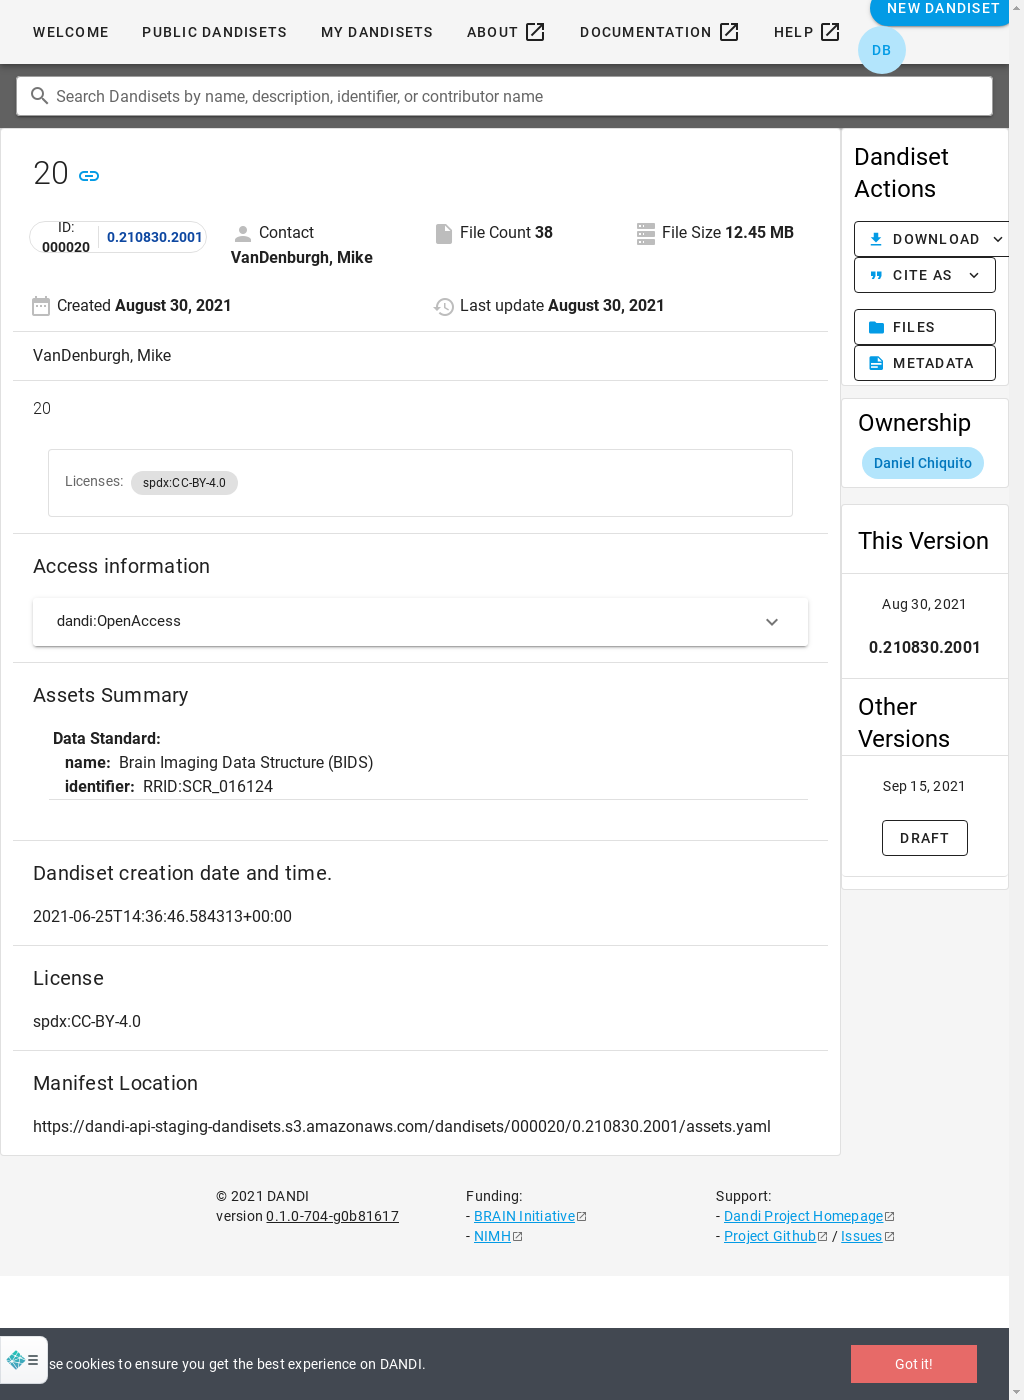 WELCOME PUBLIC DANDISETS MY DANDISETS ABOUT DOCUMENTATION HELP NEW DANDISET
DB
Search Dandisets by name, description, identifier, or contributor name
20
ID: 000020 0.210830.2001
Contact VanDenburgh, Mike
File Count 38
File Size 12.45 MB
Created August 30, 2021
Last update August 30, 2021
VanDenburgh, Mike
20
Licenses: spdx:CC-BY-4.0
Access information
dandi:OpenAccess
Assets Summary
Data Standard:
name: Brain Imaging Data Structure (BIDS)
identifier: RRID:SCR_016124
Dandiset creation date and time.
2021-06-25T14:36:46.584313+00:00
License
spdx:CC-BY-4.0
Manifest Location
https://dandi-api-staging-dandisets.s3.amazonaws.com/dandisets/000020/0.210830.2001/assets.yaml
Dandiset
Actions
DOWNLOAD
CITE AS
FILES
METADATA
Ownership
Daniel Chiquito
This Version
Aug 30, 2021
0.210830.2001
Other
Versions
Sep 15, 2021
DRAFT
© 2021 DANDI
version 0.1.0-704-g0b81617
Funding:
- BRAIN Initiative
- NIMH
Support:
- Dandi Project Homepage
- Project Github / Issues
se cookies to ensure you get the best experience on DANDI.
Got it!